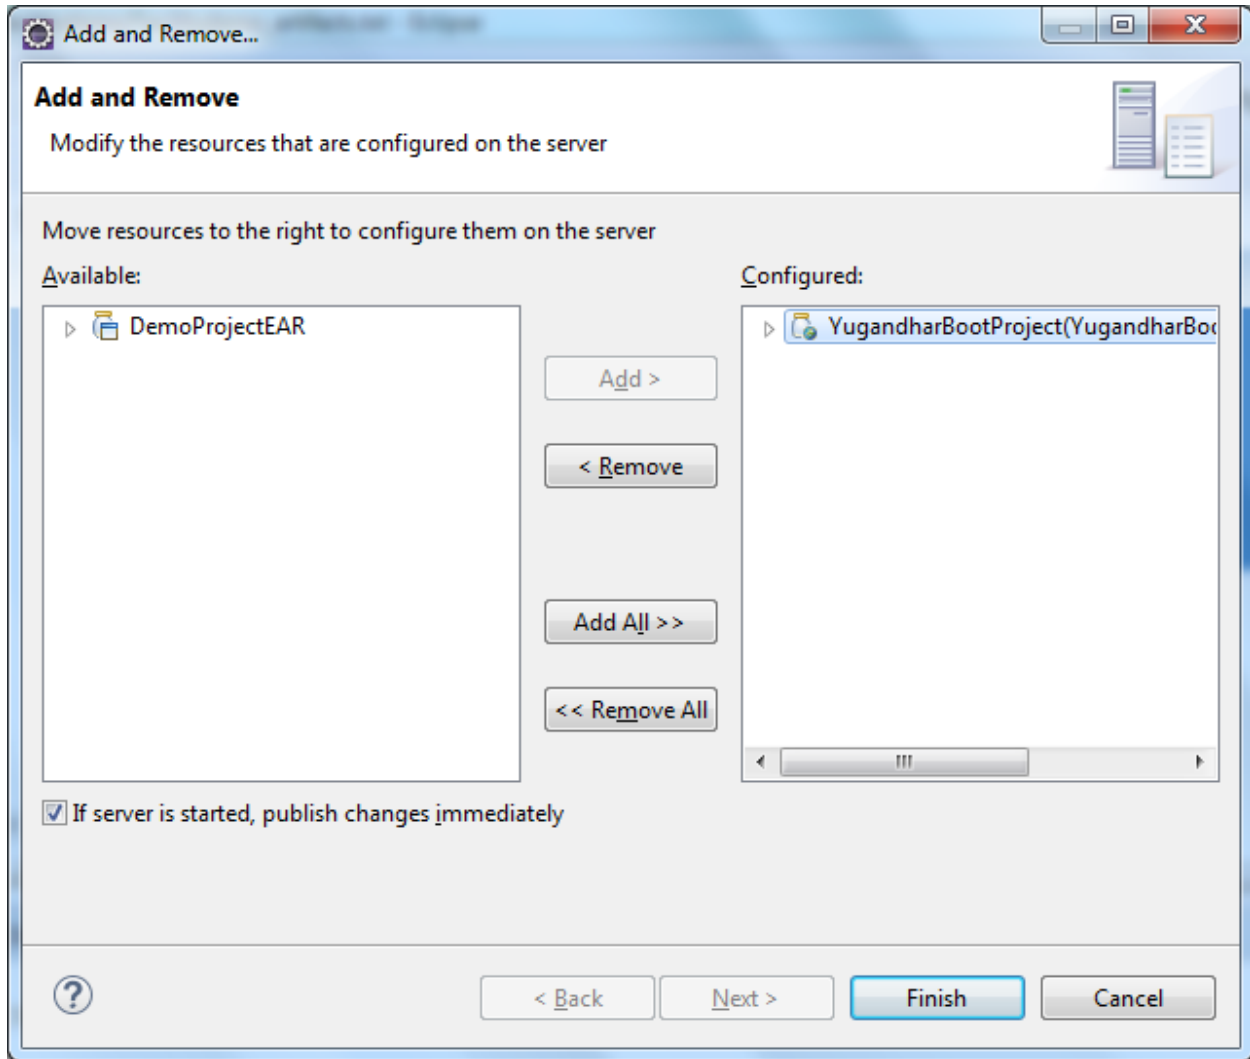 Add and Remove...
Add and Remove
Modify the resources that are configured on the server
Move resources to the right to configure them on the server
Available:
Configured:
DemoProjectEAR
YugandharBootProject(YugandharBoo
Add >
< Remove
Add All >>
<< Remove All
If server is started, publish changes immediately
?
< Back
Next >
Finish
Cancel